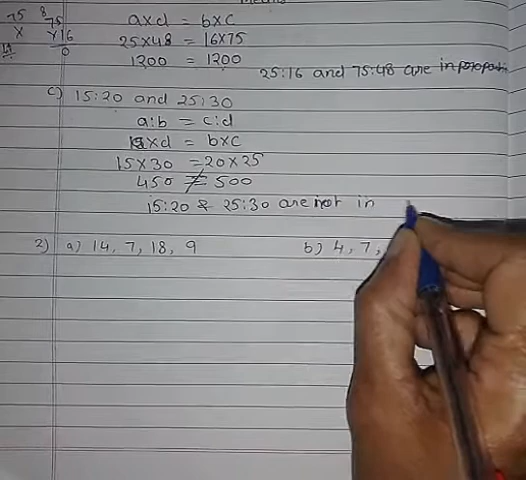 75 75
a×d = b×c
× ×16
25×48 = 16×75
0
1200 = 1200
25:16 and 75:48 are in proporti
c) 15:20 and 25:30
a:b = c:d
a×d = b×c
15×30 = 20×25
450 ≠ 500
15:20 & 25:30 are not in
2) a) 14, 7, 18, 9 b) 4, 7,